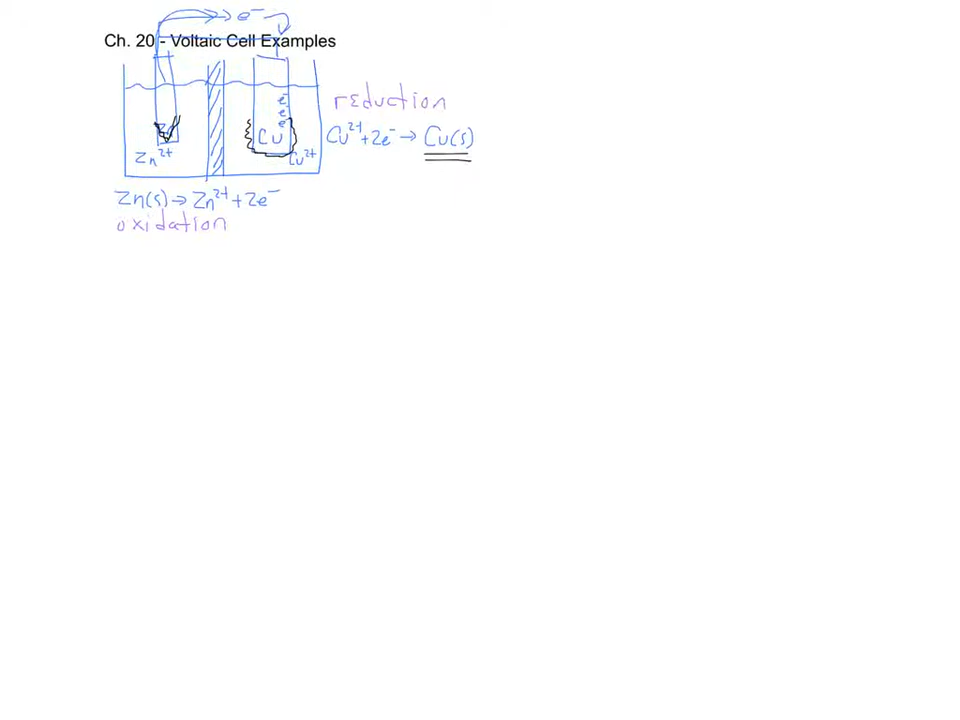 e⁻
Ch. 20 - Voltaic Cell Examples
e⁻
e⁻
e⁻
reduction
Cu
Cu²⁺+2e⁻→Cu(s)
Zn²⁺
Cu²⁺
Zn(s)→Zn²⁺+2e⁻
oxidation